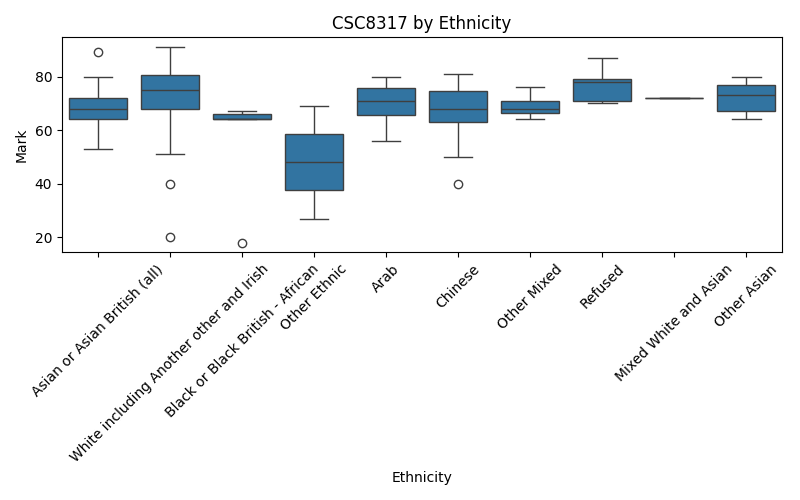 CSC8317 by Ethnicity
Mark
80
60
40
20
Asian or Asian British (all)
White including Another other and Irish
Black or Black British - African
Other Ethnic
Arab
Chinese
Other Mixed
Refused
Mixed White and Asian
Other Asian
Ethnicity